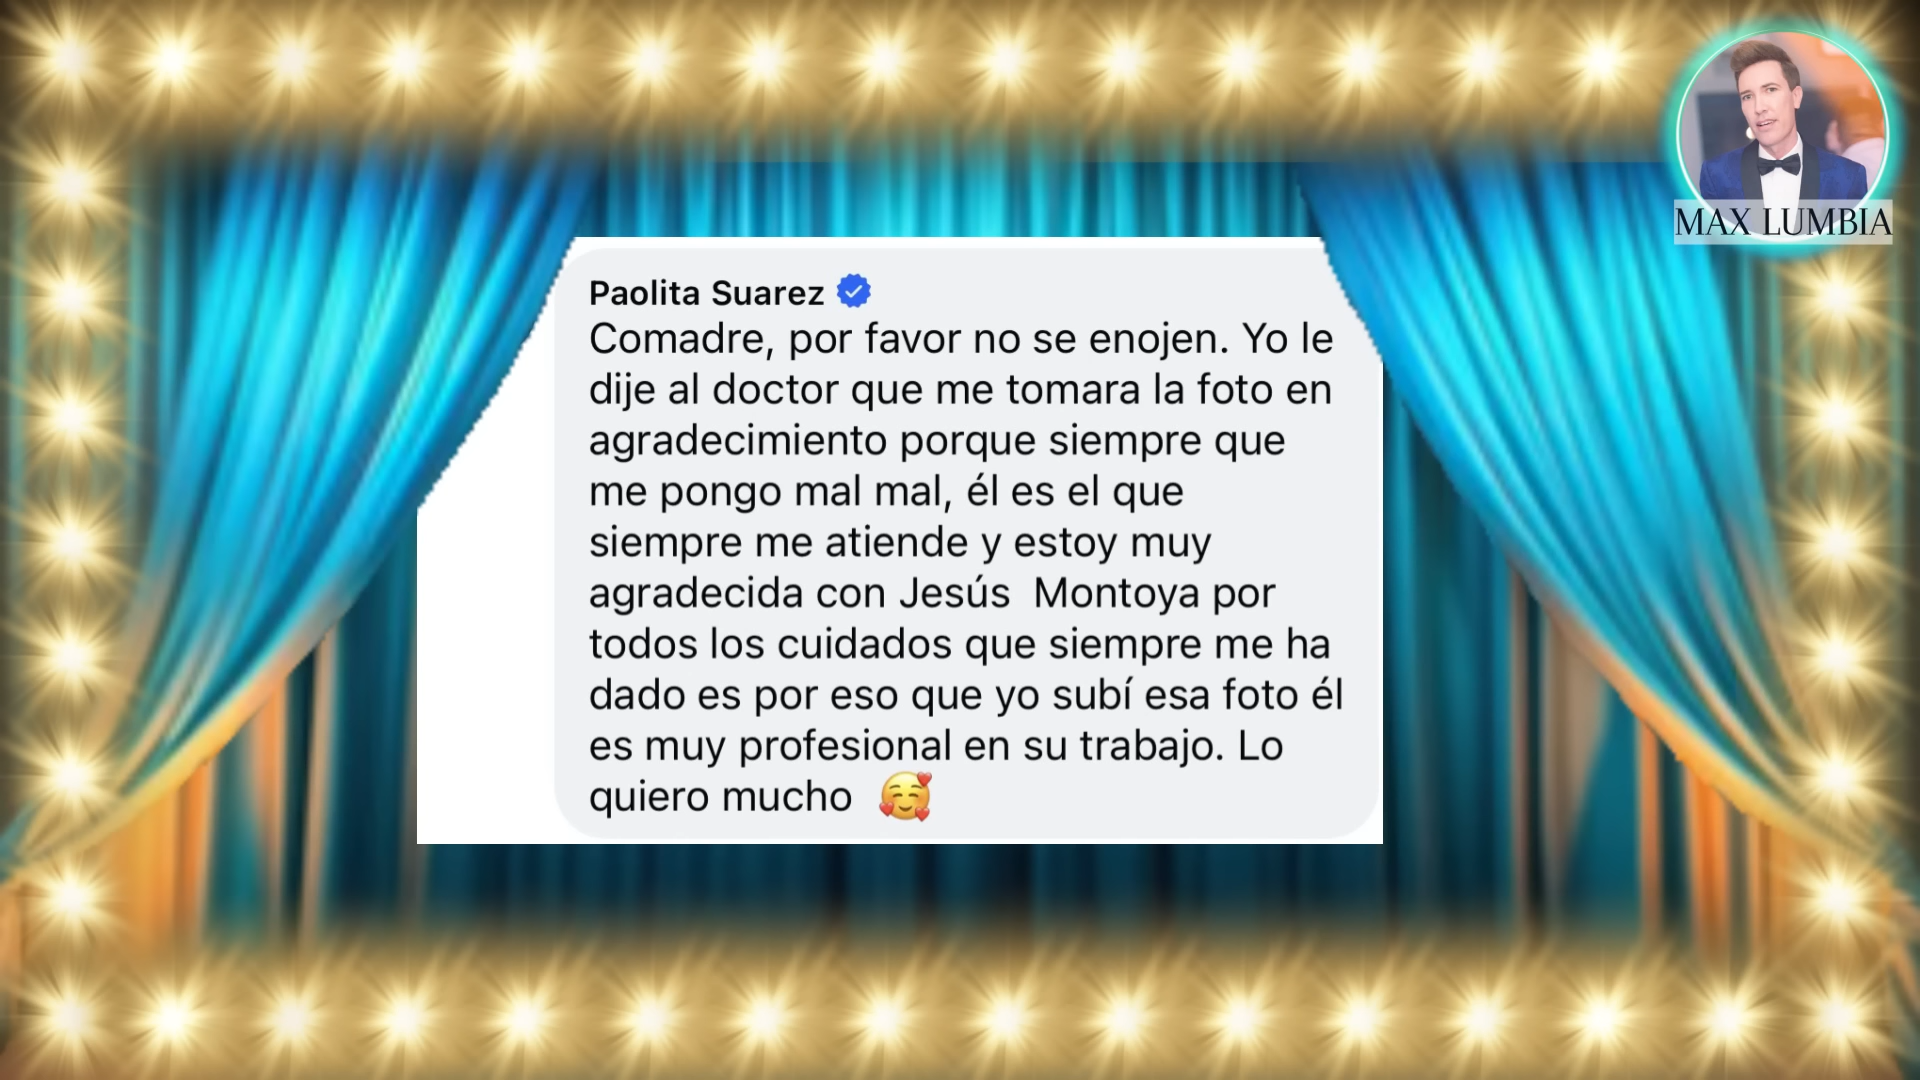 MAX LUMBIA
Paolita Suarez
Comadre, por favor no se enojen. Yo le
dije al doctor que me tomara la foto en
agradecimiento porque siempre que
me pongo mal mal, él es el que
siempre me atiende y estoy muy
agradecida con Jesús  Montoya por
todos los cuidados que siempre me ha
dado es por eso que yo subí esa foto él
es muy profesional en su trabajo. Lo
quiero mucho 🥰